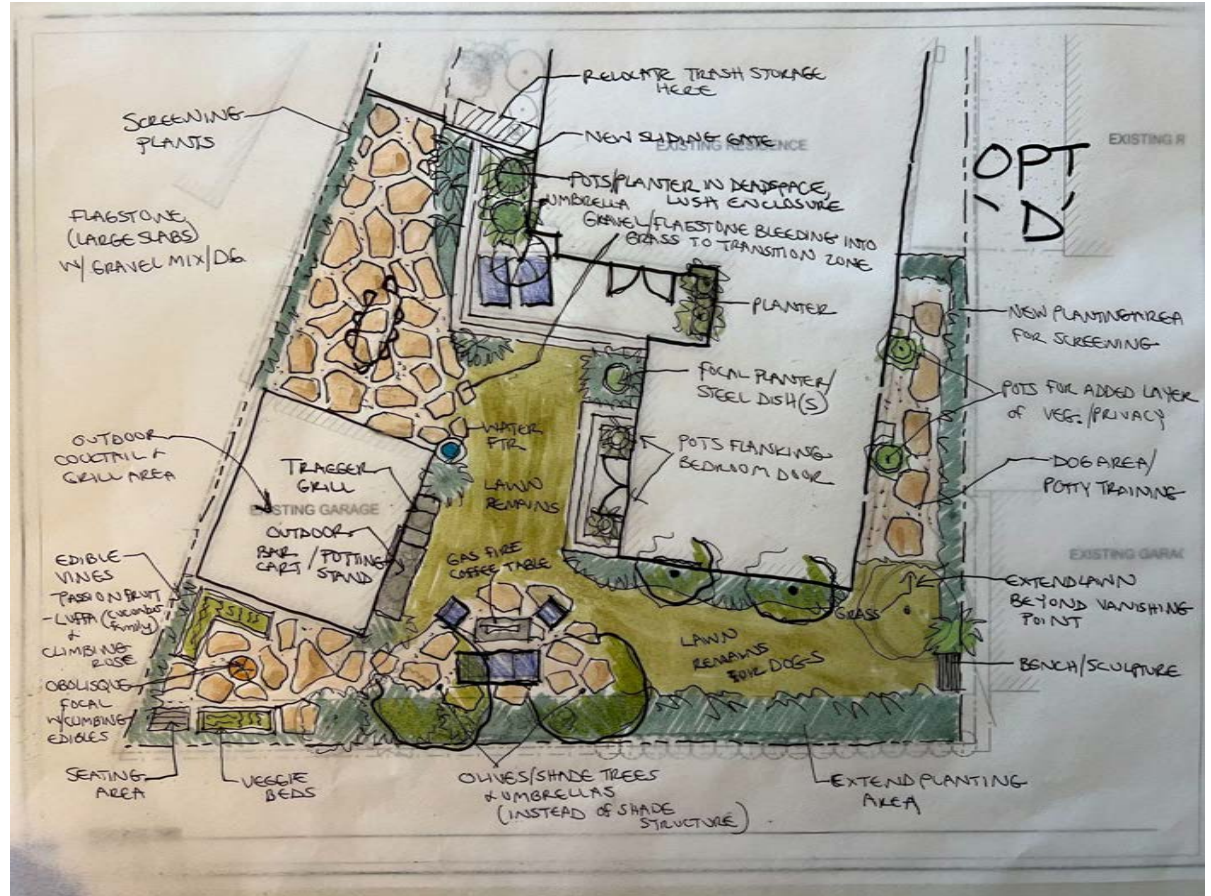 RELOCATE TRASH STORAGE
HERE
SCREENING
PLANTS
NEW SLIDING GATE
EXISTING RESIDENCE
OPT
'D'
EXISTING R
POTS/PLANTER IN DEADSPACE,
LUSH ENCLOSURE
UMBRELLA
GRAVEL/FLAGSTONE BLEEDING INTO
GRASS TO TRANSITION ZONE
FLAGSTONE
(LARGE SLABS)
W/ GRAVEL MIX/DG
PLANTER
NEW PLANTING AREA
FOR SCREENING
FOCAL PLANTER/
STEEL DISH(S)
POTS FOR ADDED LAYER
OF VEG./PRIVACY
WATER
FTR
POTS FLANKING
BEDROOM DOOR
OUTDOOR
COCKTAIL &
GRILL AREA
TRAEGER
GRILL
LAWN
REMAINS
DOG AREA/
POTTY TRAINING
EXISTING GARAGE
OUTDOOR
BAR
CART / POTTING
STAND
GAS FIRE
COFFEE TABLE
EXISTING GARAG
EDIBLE
VINES
PASSION FRUIT
-LUFFA (CUCUMBER
family)
&
CLIMBING
ROSE
GRASS
EXTEND LAWN
BEYOND VANISHING
POINT
LAWN
REMAINS
FOR DOG-S
BENCH/SCULPTURE
OBOLISQUE
FOCAL
W/CLIMBING
EDIBLES
SEATING
AREA
VEGGIE
BEDS
OLIVES/SHADE TREES
& UMBRELLAS
(INSTEAD OF SHADE
STRUCTURE)
EXTEND PLANTING
AREA